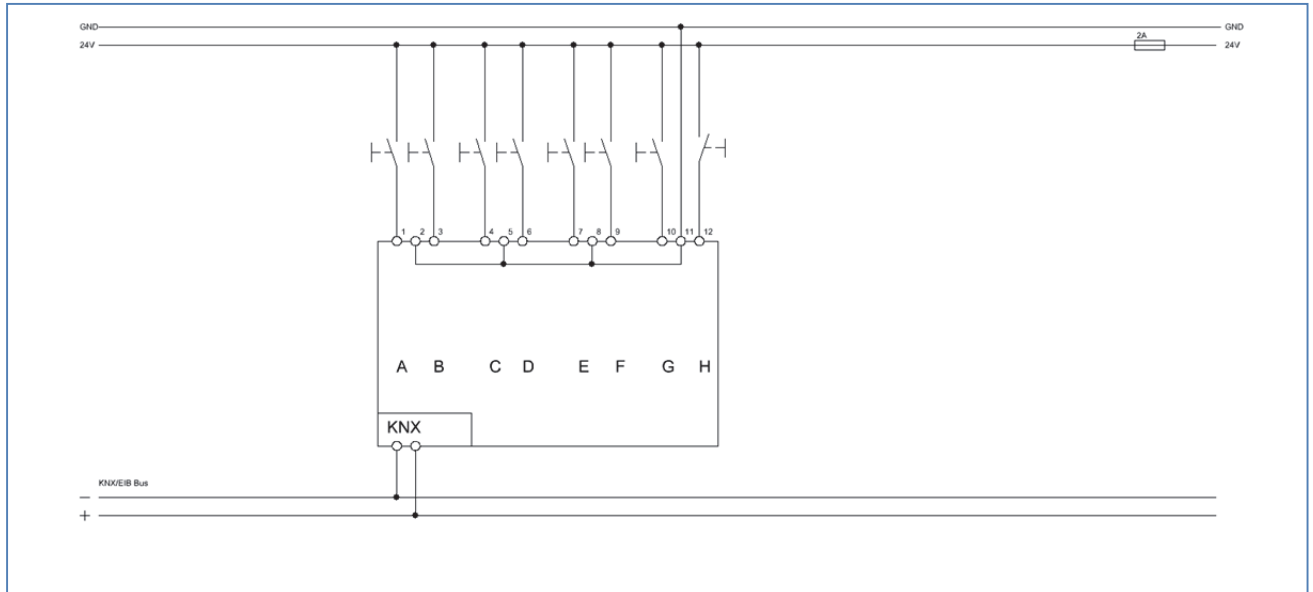 GND GND
2A
24V 24V
1 2 3 4 5 6 7 8 9 10 11 12
A B C D E F G H
KNX
KNX/EIB Bus
−
+